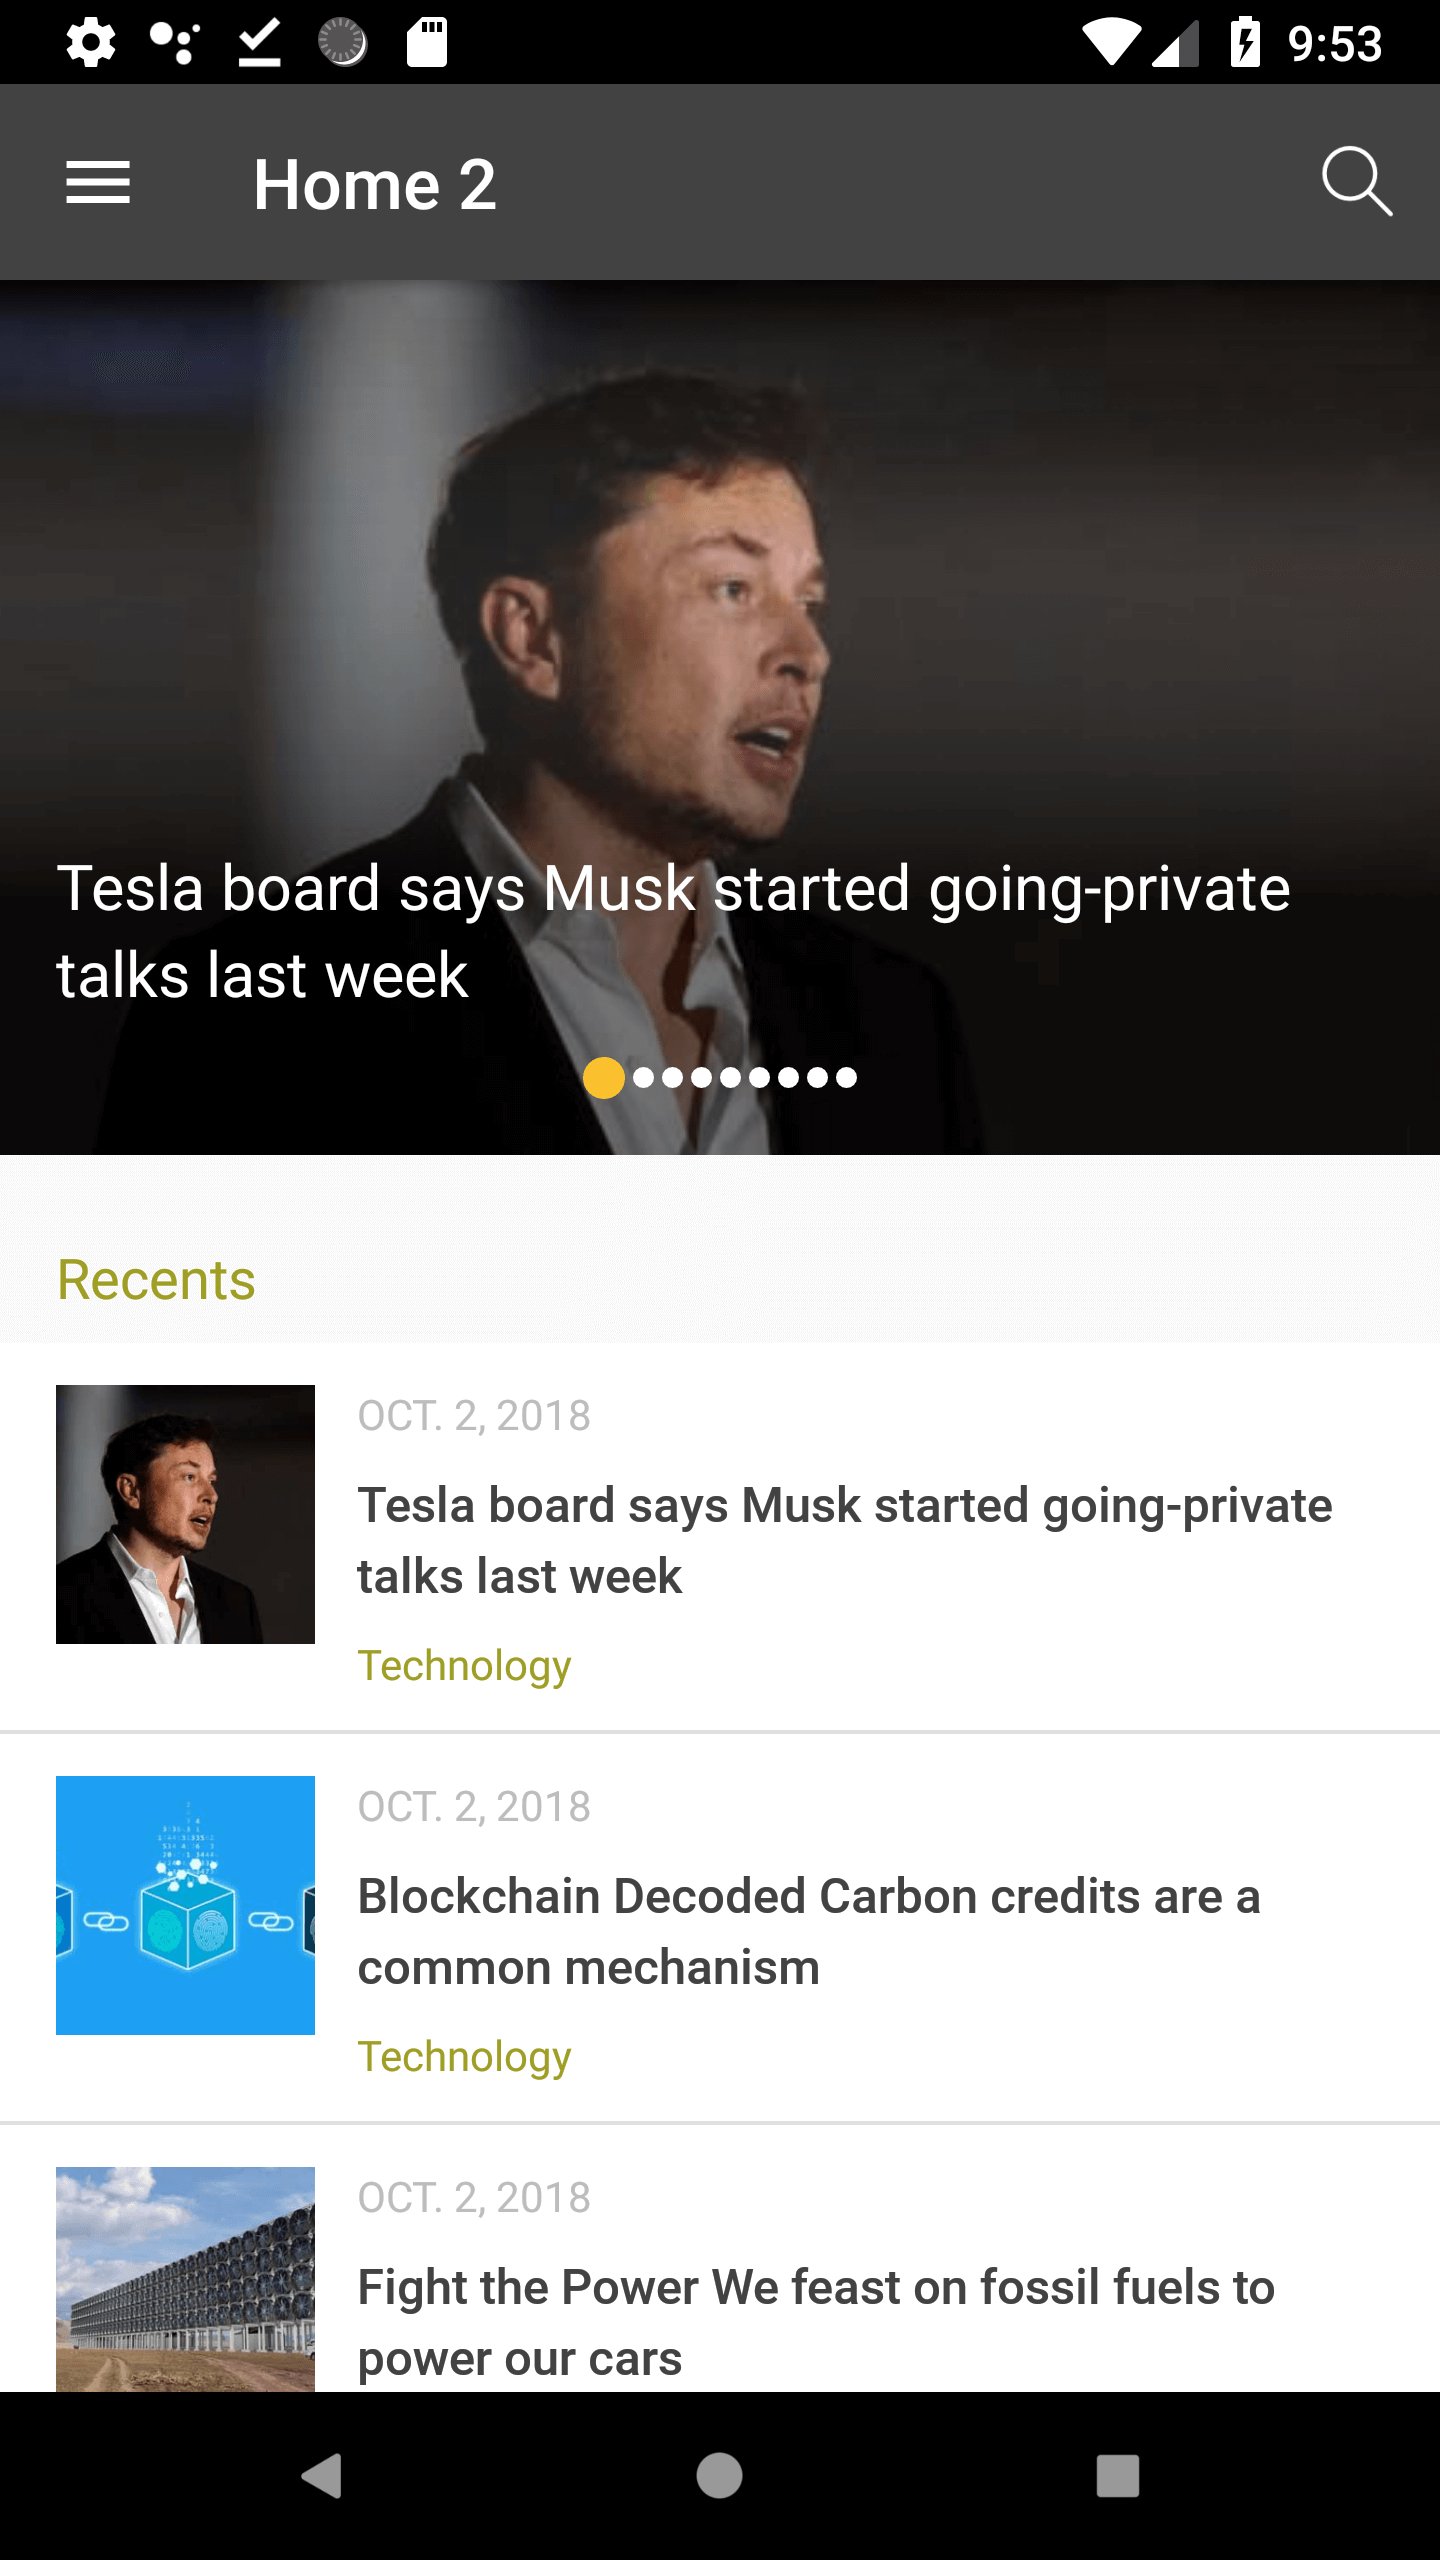 9:53
Home 2
Tesla board says Musk started going-private
talks last week
Recents
OCT. 2, 2018
Tesla board says Musk started going-private
talks last week
Technology
OCT. 2, 2018
Blockchain Decoded Carbon credits are a
common mechanism
Technology
OCT. 2, 2018
Fight the Power We feast on fossil fuels to
power our cars